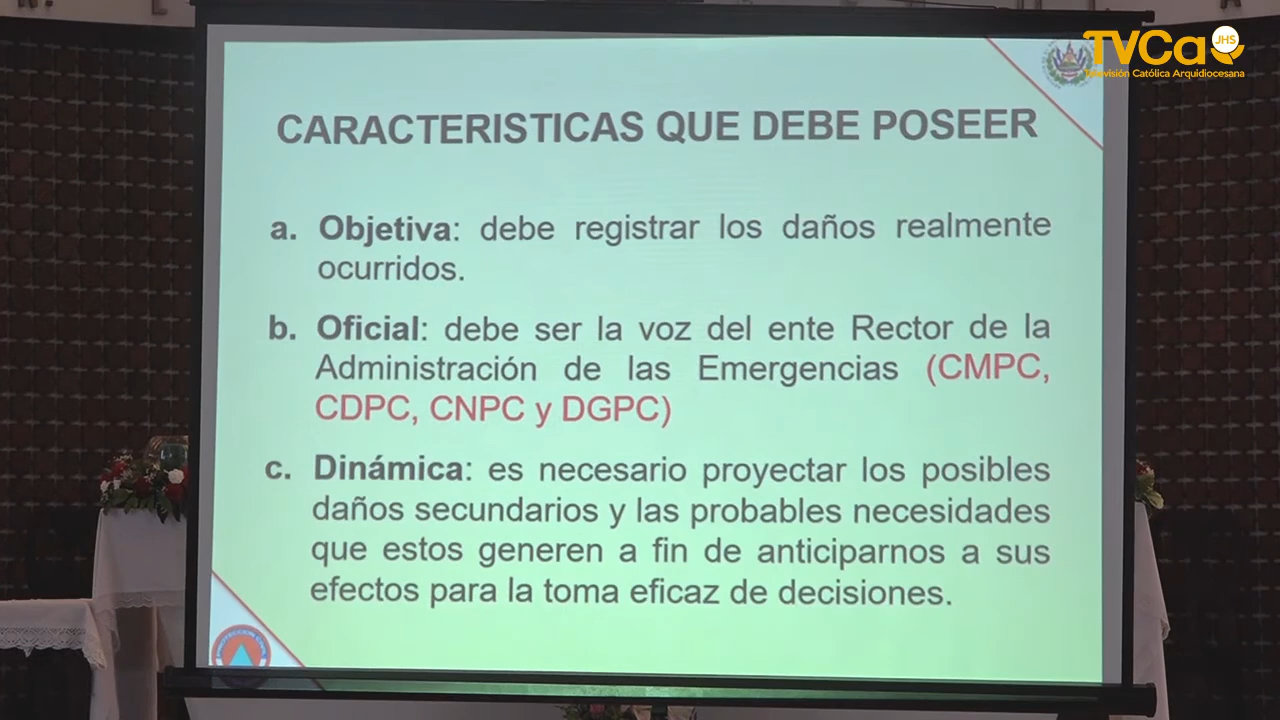 TVCa
JHS
Televisión Católica Arquidiocesana
CARACTERISTICAS QUE DEBE POSEER
a. Objetiva: debe registrar los daños realmente
ocurridos.
b. Oficial: debe ser la voz del ente Rector de la
Administración de las Emergencias (CMPC,
CDPC, CNPC y DGPC)
c. Dinámica: es necesario proyectar los posibles
daños secundarios y las probables necesidades
que estos generen a fin de anticiparnos a sus
efectos para la toma eficaz de decisiones.
PROTECCION CIVIL